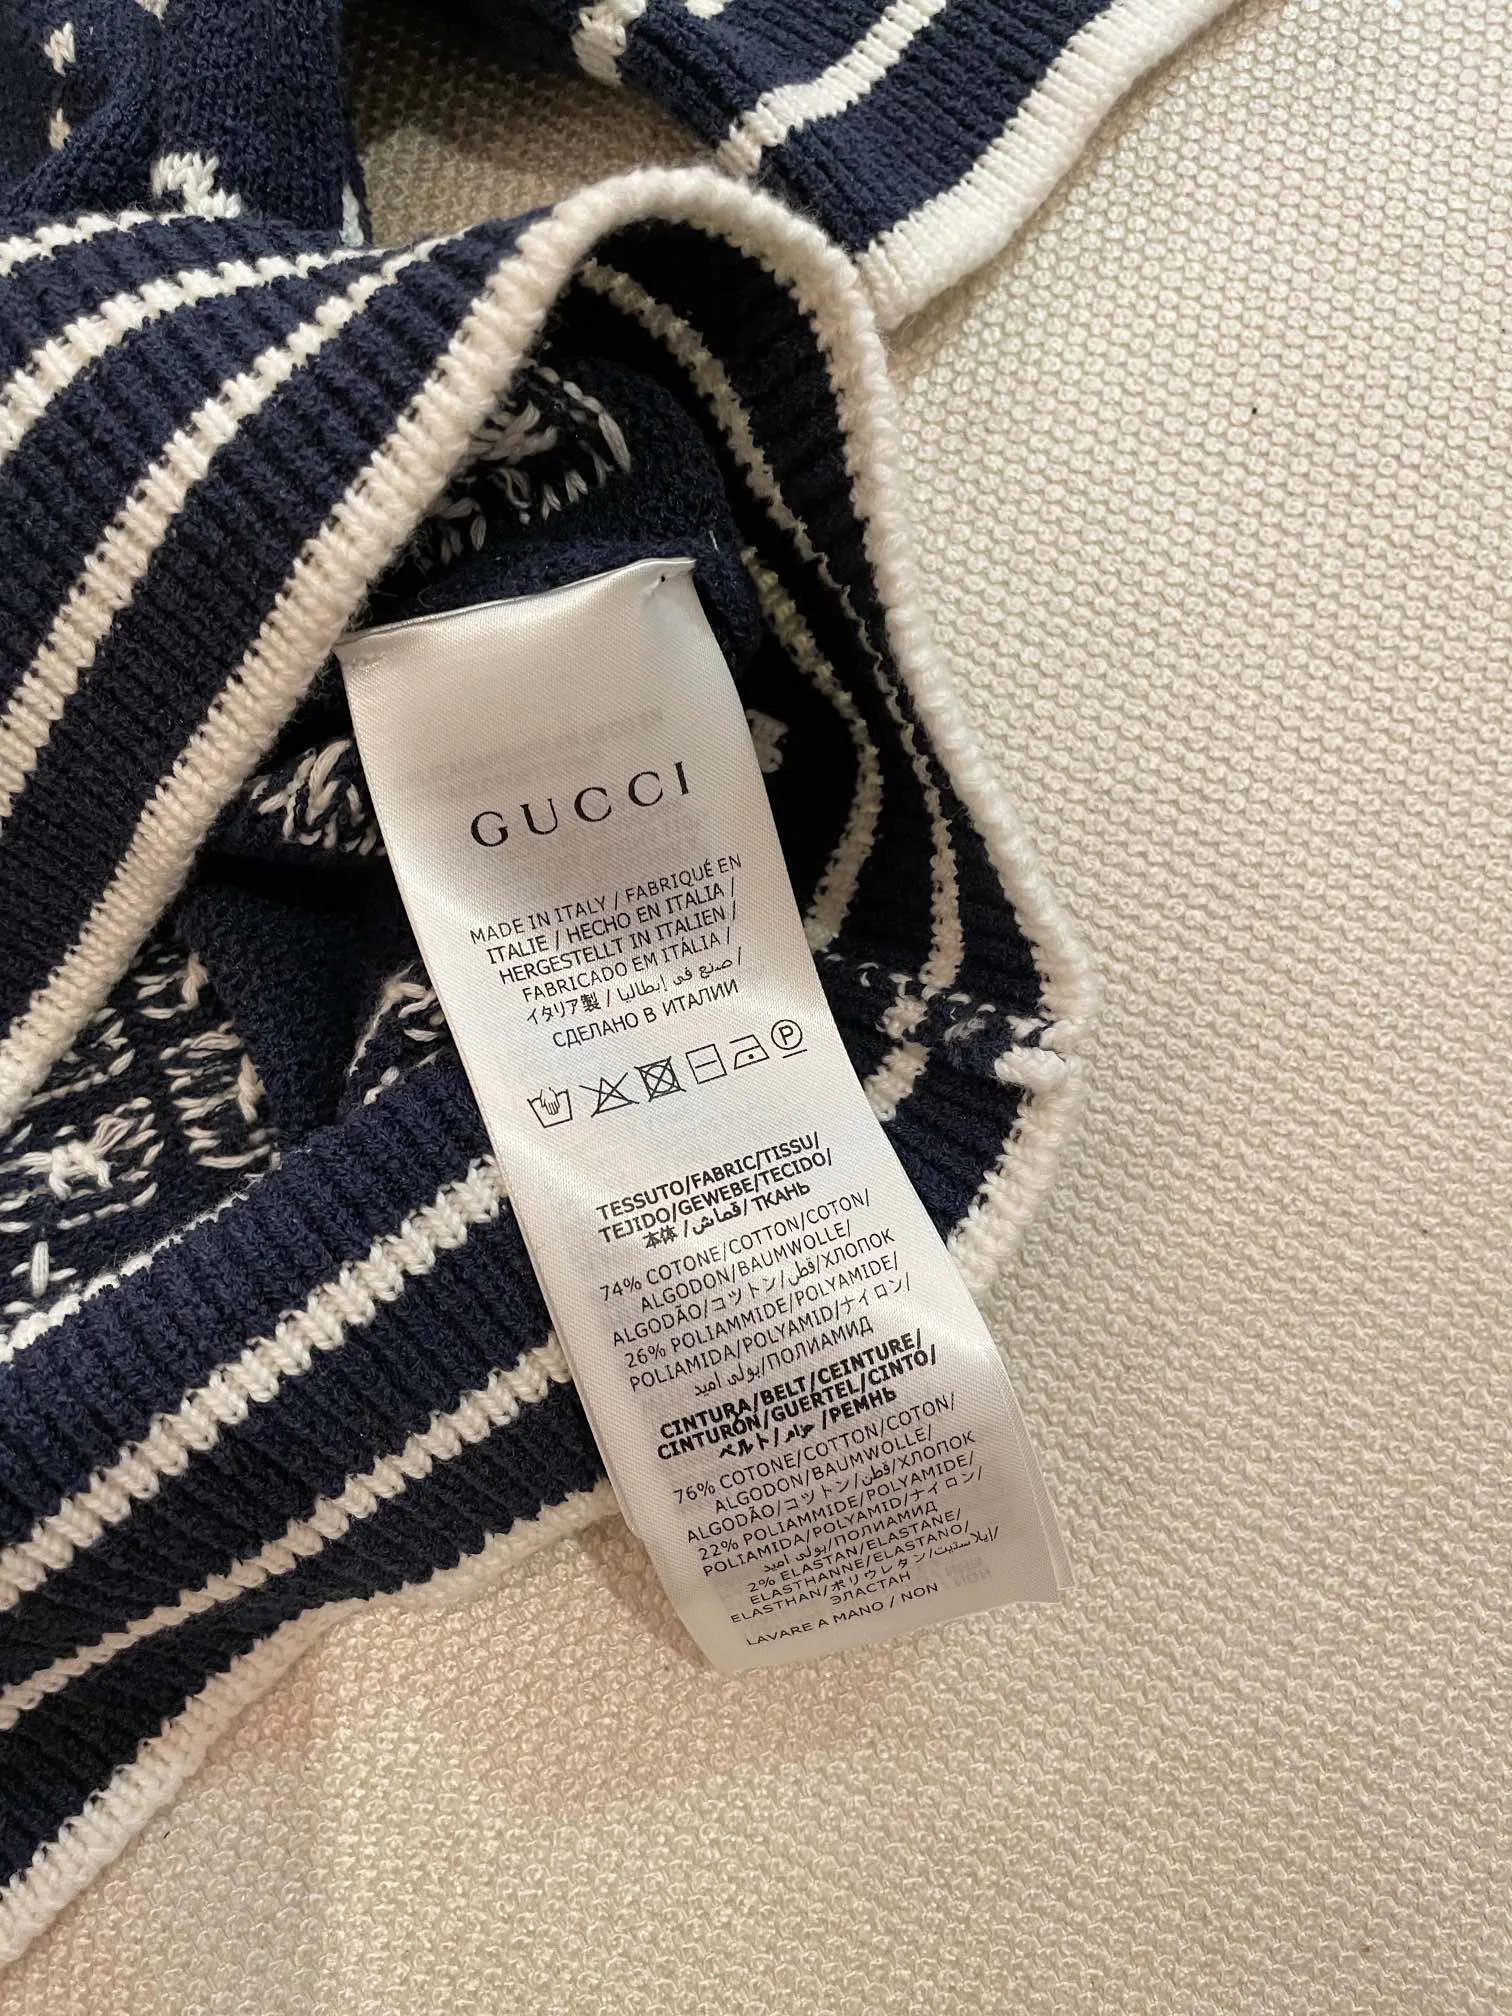 GUCCI
MADE IN ITALY / FABRIQUÉ EN
ITALIE / HECHO EN ITALIA /
HERGESTELLT IN ITALIEN /
FABRICADO EM ITÁLIA /
イタリア製 / صنع في إيطاليا /
СДЕЛАНО В ИТАЛИИ
P
TESSUTO/FABRIC/TISSU/
TEJIDO/GEWEBE/TECIDO/
本体 /قماش/ ТКАНЬ
74% COTONE/COTTON/COTON/
ALGODON/BAUMWOLLE/
ALGODÃO/コットン/قطن/ХЛОПОК
26% POLIAMMIDE/POLYAMIDE/
POLIAMIDA/POLYAMID/ナイロン/
بولي اميد/ПОЛИАМИД
CINTURA/BELT/CEINTURE/
CINTURÓN/GUERTEL/CINTO/
ベルト/ حزام /РЕМНЬ
76% COTONE/COTTON/COTON/
ALGODON/BAUMWOLLE/
ALGODÃO/コットン/قطن/ХЛОПОК
22% POLIAMMIDE/POLYAMIDE/
POLIAMIDA/POLYAMID/ナイロン/
بولي اميد/ПОЛИАМИД
2% ELASTAN/ELASTANE/
ELASTHANNE/ELASTANO/
ELASTHAN/ポリウレタン/إيلاستيت/
ЭЛАСТАН
LAVARE A MANO / NON